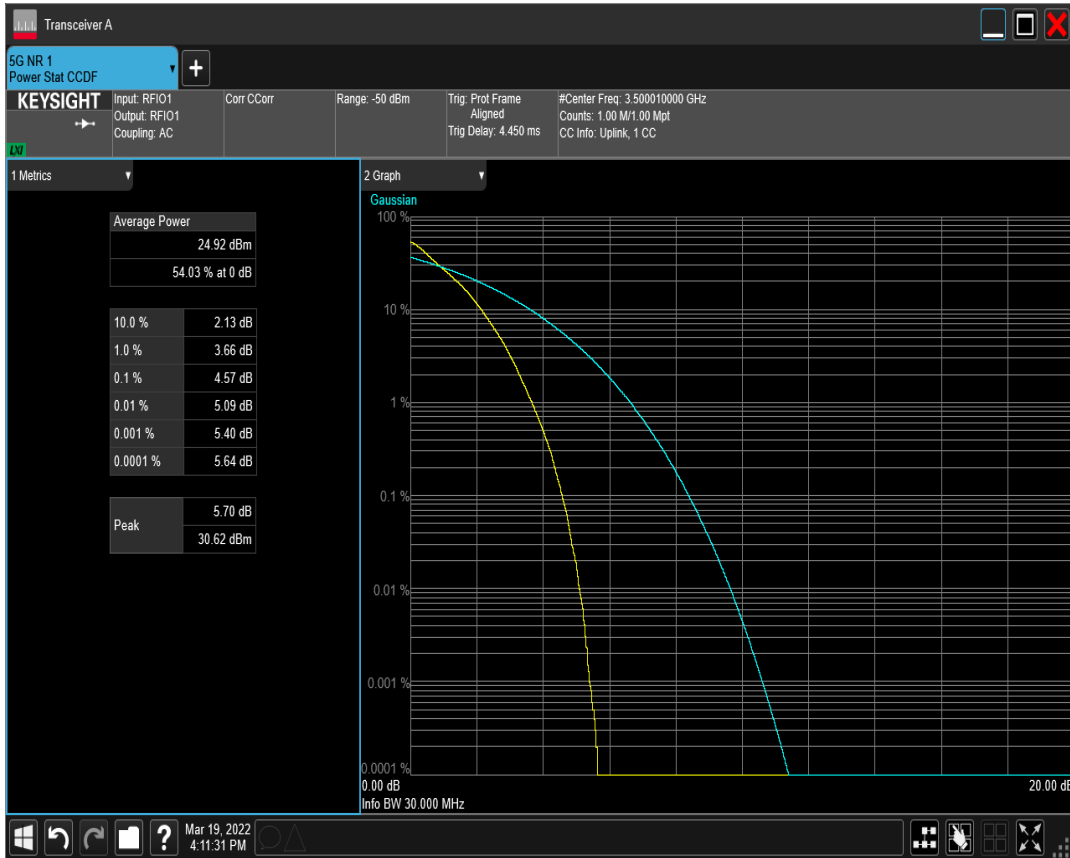 Transceiver A
5G NR 1
Power Stat CCDF
+
KEYSIGHT
LXI
Input: RFIO1
Output: RFIO1
Coupling: AC
Corr CCorr
Range: -50 dBm
Trig: Prot Frame
Aligned
Trig Delay: 4.450 ms
#Center Freq: 3.500010000 GHz
Counts: 1.00 M/1.00 Mpt
CC Info: Uplink, 1 CC
1 Metrics
Average Power
24.92 dBm
54.03 % at 0 dB
10.0 % 2.13 dB
1.0 % 3.66 dB
0.1 % 4.57 dB
0.01 % 5.09 dB
0.001 % 5.40 dB
0.0001 % 5.64 dB
Peak
5.70 dB
30.62 dBm
2 Graph
Gaussian
100 %
10 %
1 %
0.1 %
0.01 %
0.001 %
0.0001 %
0.00 dB 20.00 dB
Info BW 30.000 MHz
?
Mar 19, 2022
4:11:31 PM